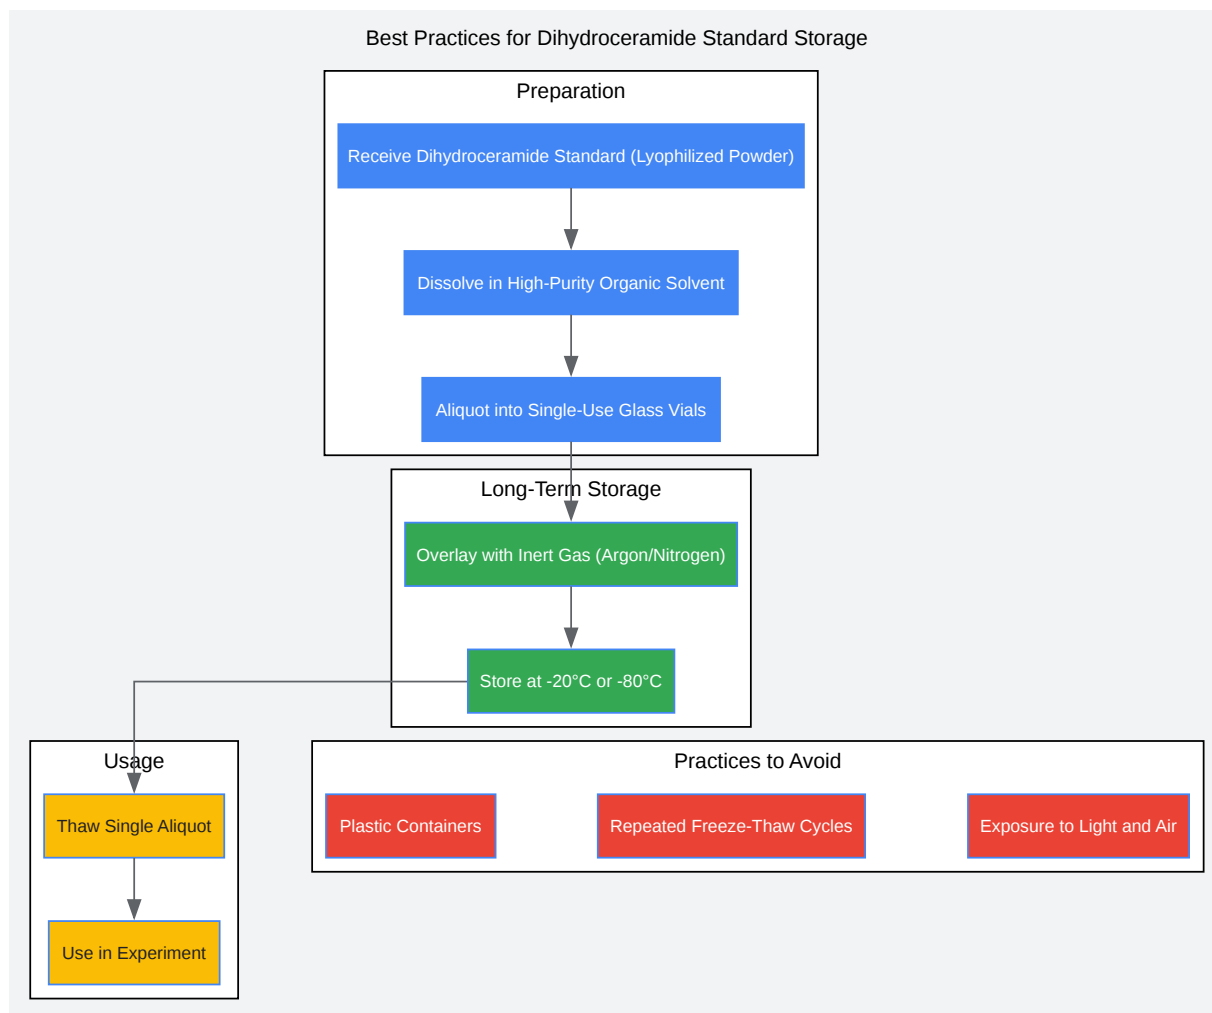 Best Practices for Dihydroceramide Standard Storage
Preparation
Receive Dihydroceramide Standard (Lyophilized Powder)
Dissolve in High-Purity Organic Solvent
Aliquot into Single-Use Glass Vials
Long-Term Storage
Overlay with Inert Gas (Argon/Nitrogen)
Store at -20°C or -80°C
Usage
Thaw Single Aliquot
Use in Experiment
Practices to Avoid
Plastic Containers
Repeated Freeze-Thaw Cycles
Exposure to Light and Air